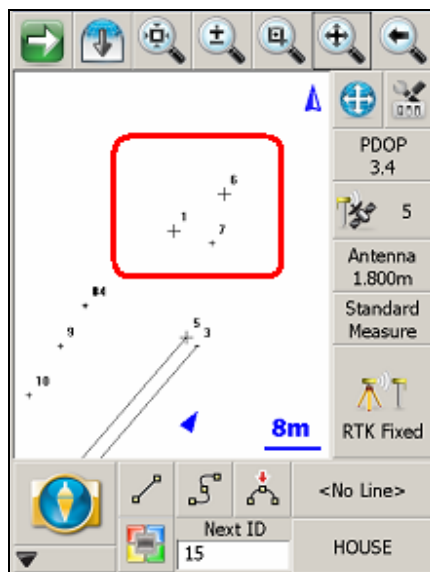 PDOP
3.4
6
1
7
5
Antenna
1.800m
Standard
Measure
84
9
5
3
10
8m
RTK Fixed
<No Line>
Next ID
15
HOUSE